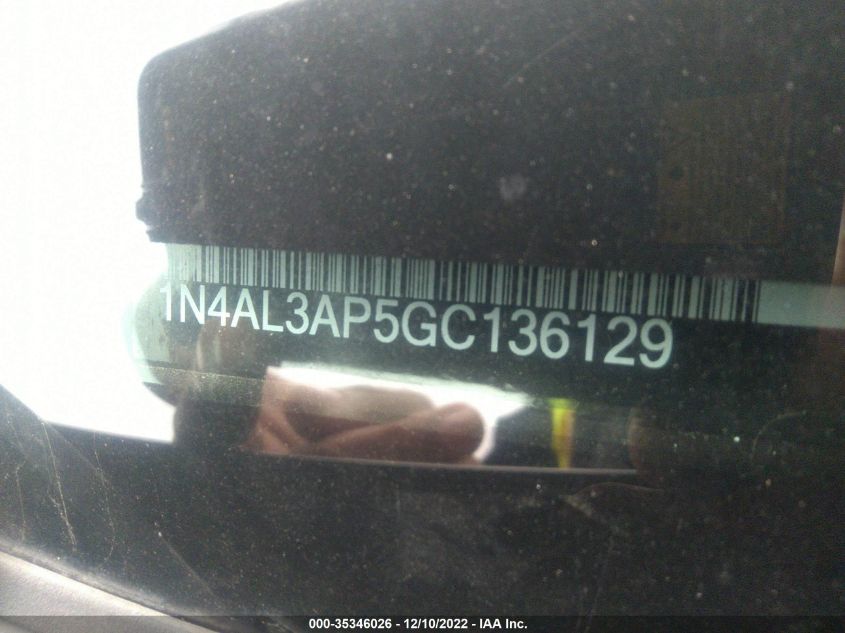 1N4AL3AP5GC136129
000-35346026 - 12/10/2022 - IAA Inc.